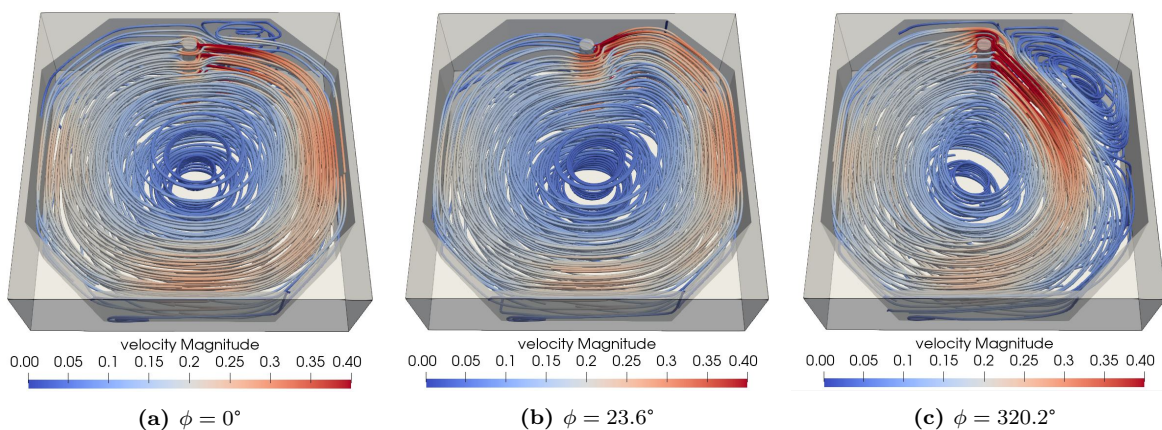 velocity Magnitude velocity Magnitude velocity Magnitude
0.00 0.05 0.1 0.15 0.2 0.25 0.3 0.35 0.40 0.00 0.05 0.1 0.15 0.2 0.25 0.3 0.35 0.40 0.00 0.05 0.1 0.15 0.2 0.25 0.3 0.35 0.40
(a) ϕ = 0° (b) ϕ = 23.6° (c) ϕ = 320.2°